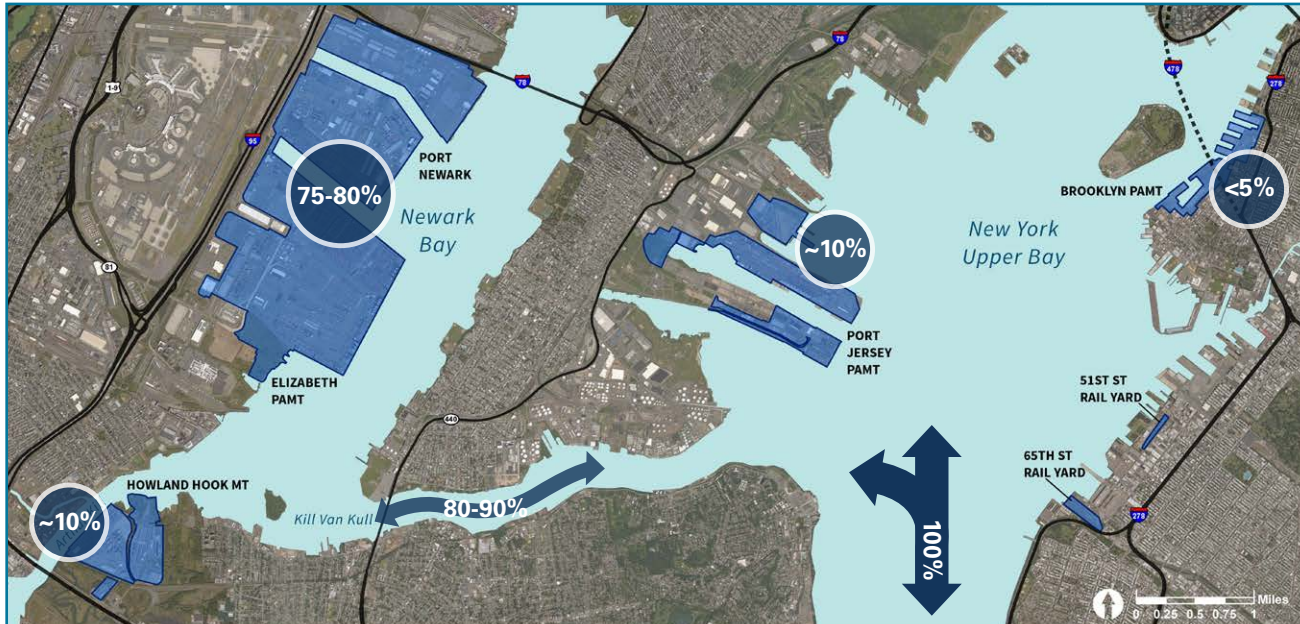 1-9
95
81
78
PORT
NEWARK
75-80%
Newark
Bay
ELIZABETH
PAMT
HOWLAND HOOK MT
~10%
Kill Van Kull
80-90%
440
78
~10%
PORT
JERSEY
PAMT
New York
Upper Bay
478
278
BROOKLYN PAMT
<5%
51ST ST
RAIL YARD
65TH ST
RAIL YARD
278
100%
Miles
0 0.25 0.5 0.75 1